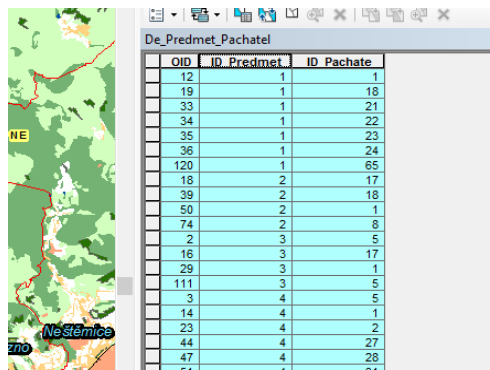 De_Predmet_Pachatel
OID ID_Predmet ID_Pachate
12 1 1
19 1 18
33 1 21
34 1 22
35 1 23
36 1 24
120 1 65
18 2 17
39 2 18
50 2 1
74 2 8
2 3 5
16 3 17
29 3 1
111 3 5
3 4 5
14 4 1
23 4 2
44 4 27
47 4 28
NE
Neštěmice
zno